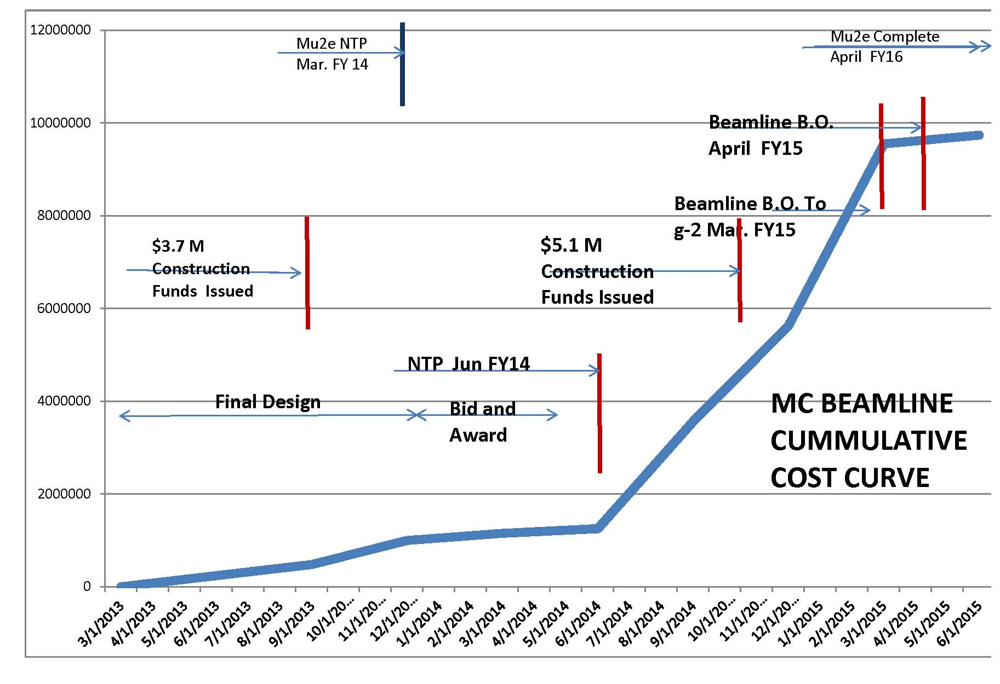 12000000
Mu2e NTP
Mar. FY 14
Mu2e Complete
April  FY16
10000000
Beamline B.O.
April  FY15
8000000
Beamline B.O. To
g-2 Mar. FY15
$3.7 M
Construction
Funds  Issued
$5.1 M
Construction
Funds Issued
6000000
NTP  Jun FY14
4000000
Final Design
Bid and
Award
MC BEAMLINE
CUMMULATIVE
COST CURVE
2000000
0
3/1/2013
4/1/2013
5/1/2013
6/1/2013
7/1/2013
8/1/2013
9/1/2013
10/1/20…
11/1/20…
12/1/20…
1/1/2014
2/1/2014
3/1/2014
4/1/2014
5/1/2014
6/1/2014
7/1/2014
8/1/2014
9/1/2014
10/1/20…
11/1/20…
12/1/20…
1/1/2015
2/1/2015
3/1/2015
4/1/2015
5/1/2015
6/1/2015